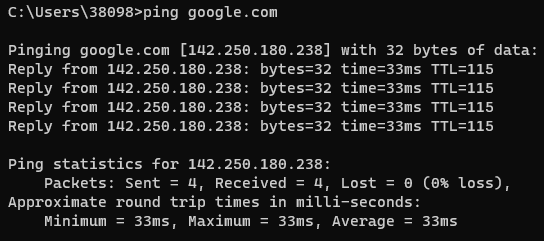 C:\Users\38098>ping google.com
Pinging google.com [142.250.180.238] with 32 bytes of data:
Reply from 142.250.180.238: bytes=32 time=33ms TTL=115
Reply from 142.250.180.238: bytes=32 time=33ms TTL=115
Reply from 142.250.180.238: bytes=32 time=33ms TTL=115
Reply from 142.250.180.238: bytes=32 time=33ms TTL=115
Ping statistics for 142.250.180.238:
    Packets: Sent = 4, Received = 4, Lost = 0 (0% loss),
Approximate round trip times in milli-seconds:
    Minimum = 33ms, Maximum = 33ms, Average = 33ms